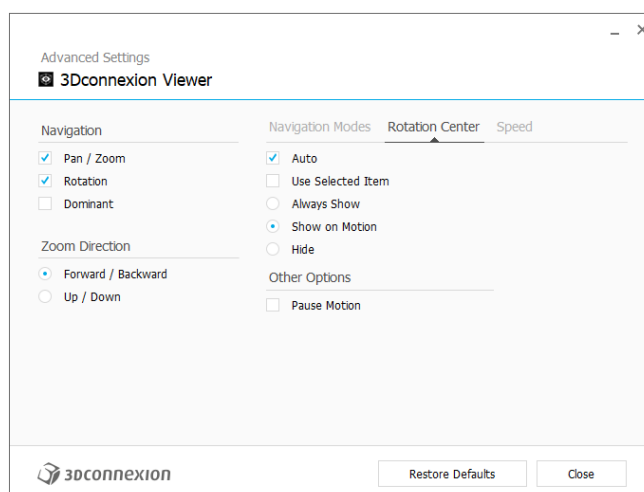 Advanced Settings
3Dconnexion Viewer
Navigation
Pan / Zoom
Rotation
Dominant
Zoom Direction
Forward / Backward
Up / Down
Navigation Modes Rotation Center Speed
Auto
Use Selected Item
Always Show
Show on Motion
Hide
Other Options
Pause Motion
3Dconnexion
Restore Defaults Close